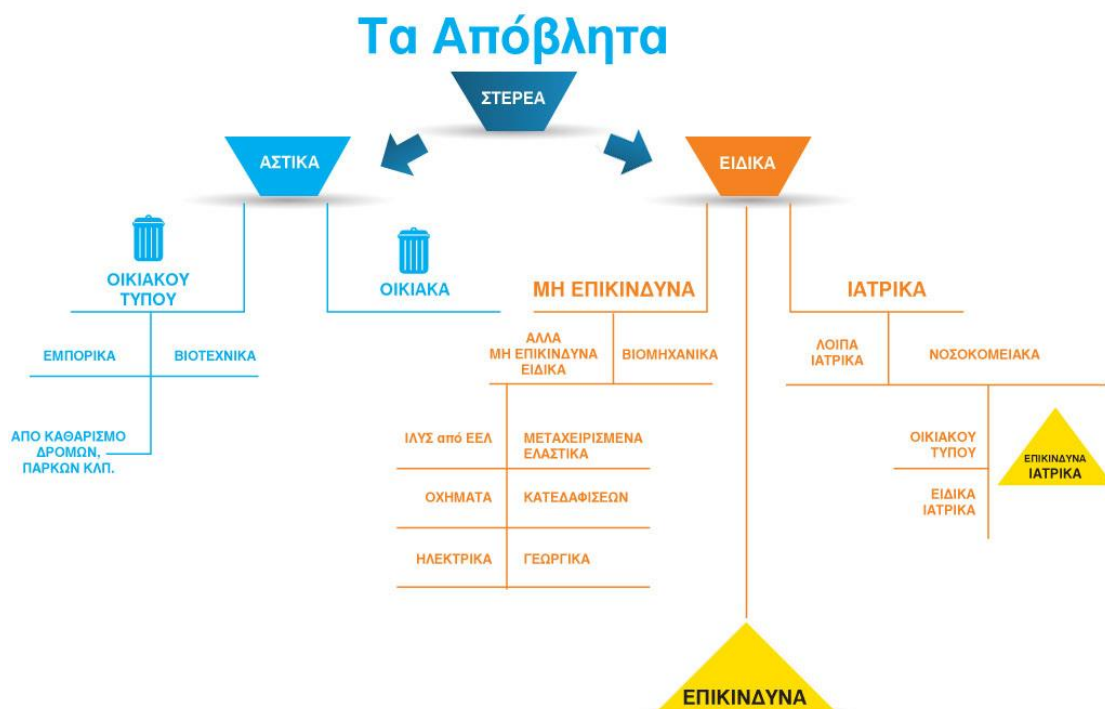 Τα Απόβλητα
ΣΤΕΡΕΑ
ΑΣΤΙΚΑ
ΕΙΔΙΚΑ
ΟΙΚΙΑΚΟΥ
ΤΥΠΟΥ
ΟΙΚΙΑΚΑ
ΜΗ ΕΠΙΚΙΝΔΥΝΑ
ΙΑΤΡΙΚΑ
ΕΜΠΟΡΙΚΑ
ΒΙΟΤΕΧΝΙΚΑ
ΑΛΛΑ
ΜΗ ΕΠΙΚΙΝΔΥΝΑ
ΕΙΔΙΚΑ
ΒΙΟΜΗΧΑΝΙΚΑ
ΛΟΙΠΑ
ΙΑΤΡΙΚΑ
ΝΟΣΟΚΟΜΕΙΑΚΑ
ΑΠΟ ΚΑΘΑΡΙΣΜΟ
ΔΡΟΜΩΝ,
ΠΑΡΚΩΝ ΚΛΠ.
ΙΛΥΣ από ΕΕΛ
ΜΕΤΑΧΕΙΡΙΣΜΕΝΑ
ΕΛΑΣΤΙΚΑ
ΟΙΚΙΑΚΟΥ
ΤΥΠΟΥ
ΕΠΙΚΙΝΔΥΝΑ
ΙΑΤΡΙΚΑ
ΟΧΗΜΑΤΑ
ΚΑΤΕΔΑΦΙΣΕΩΝ
ΕΙΔΙΚΑ
ΙΑΤΡΙΚΑ
ΗΛΕΚΤΡΙΚΑ
ΓΕΩΡΓΙΚΑ
ΕΠΙΚΙΝΔΥΝΑ